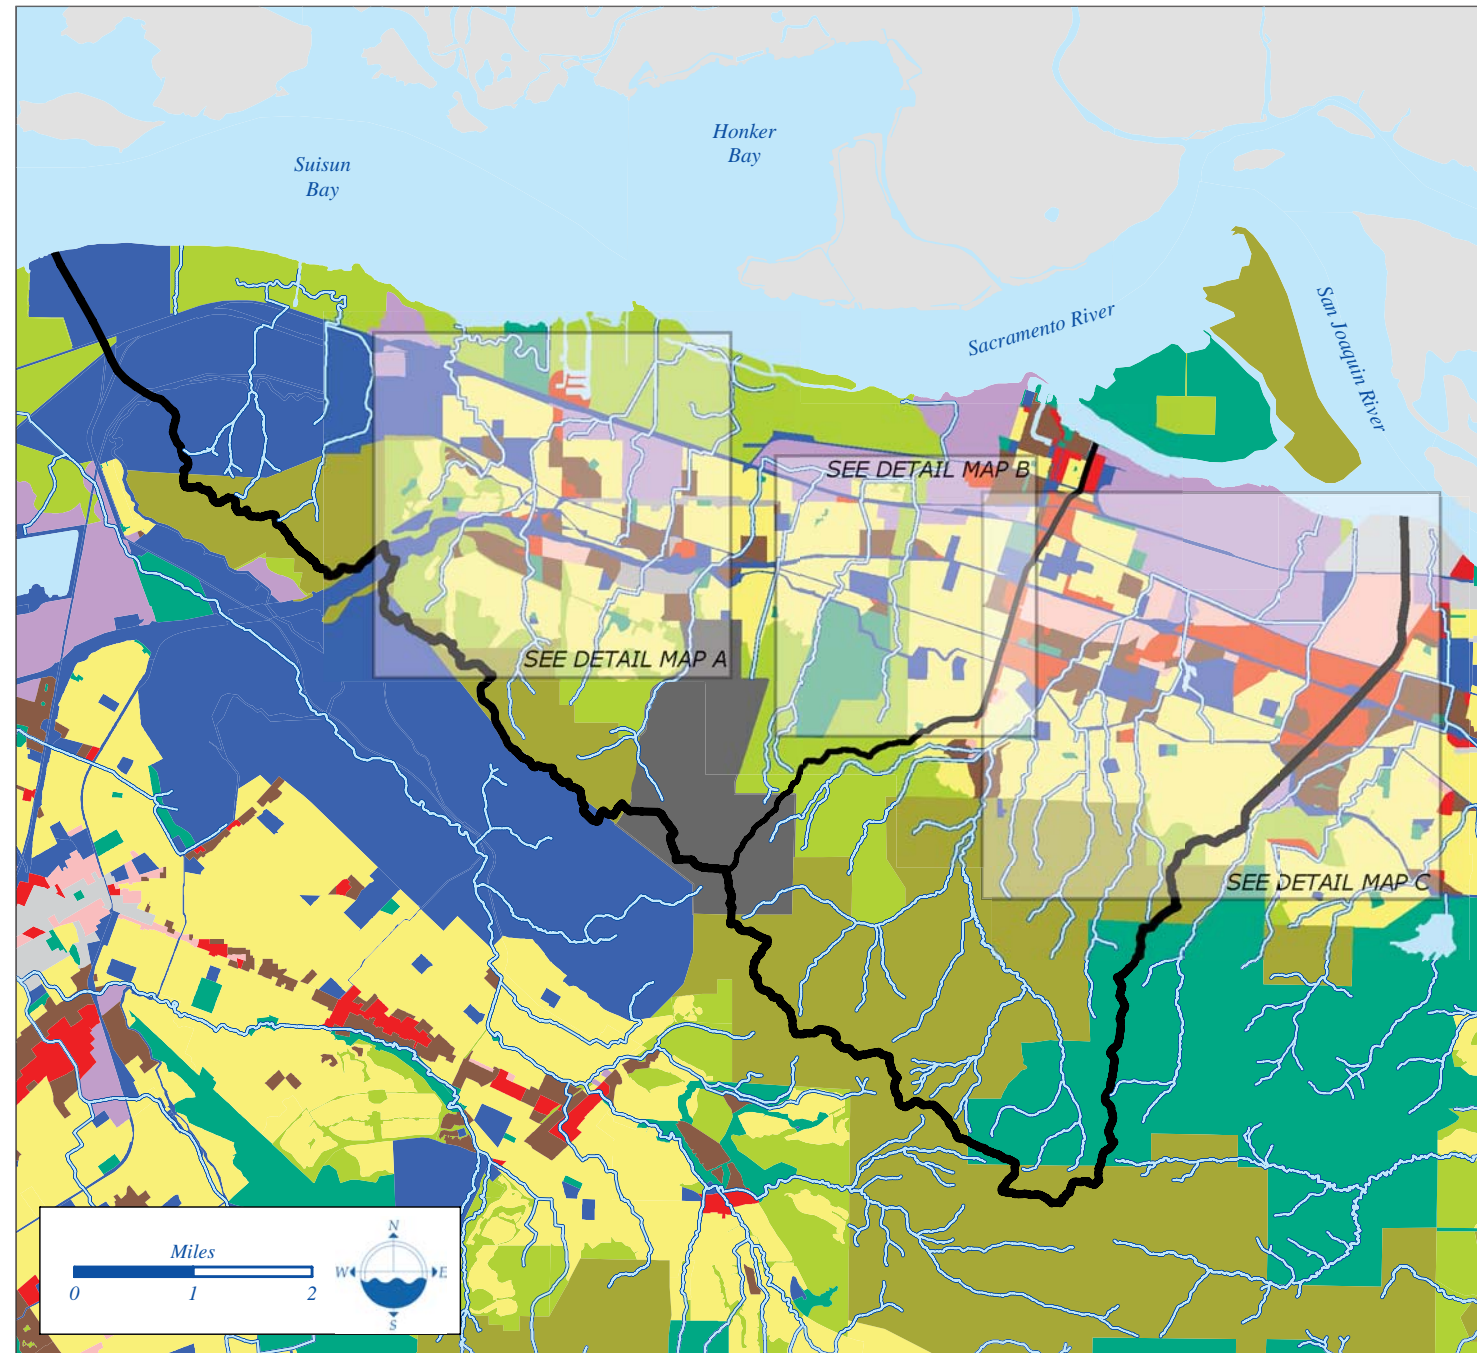 Honker
Bay
Suisun
Bay
Sacramento River
San Joaquin River
SEE DETAIL MAP B
SEE DETAIL MAP A
SEE DETAIL MAP C
Miles
0 1 2
N
W E
S